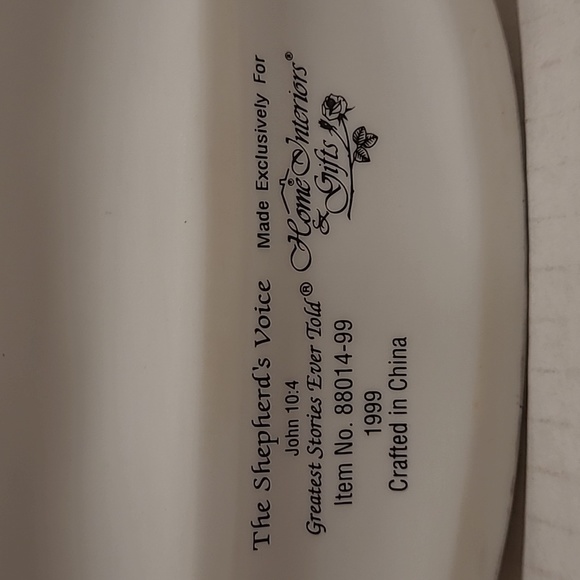 The Shepherd's Voice
John 10:4
Greatest Stories Ever Told®
Item No. 88014-99
1999
Crafted in China
Made Exclusively For
Home Interiors®
& Gifts®